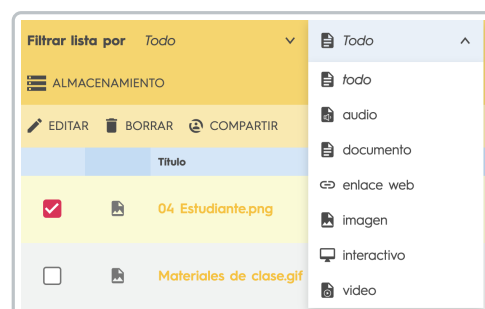 Filtrar lista por Todo Todo
ALMACENAMIENTO
EDITAR BORRAR COMPARTIR
Título
04 Estudiante.png
Materiales de clase.gif
todo
audio
documento
enlace web
imagen
interactivo
video